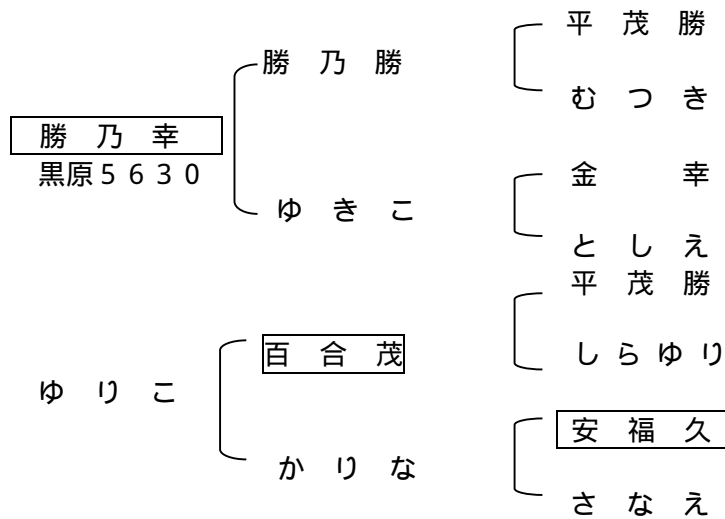 平 茂 勝
勝 乃 勝
む つ き
勝 乃 幸
黒原５６３０
金 幸
ゆ き こ
と し え
平 茂 勝
百 合 茂
し ら ゆ り
ゆ り こ
安 福 久
か り な
さ な え